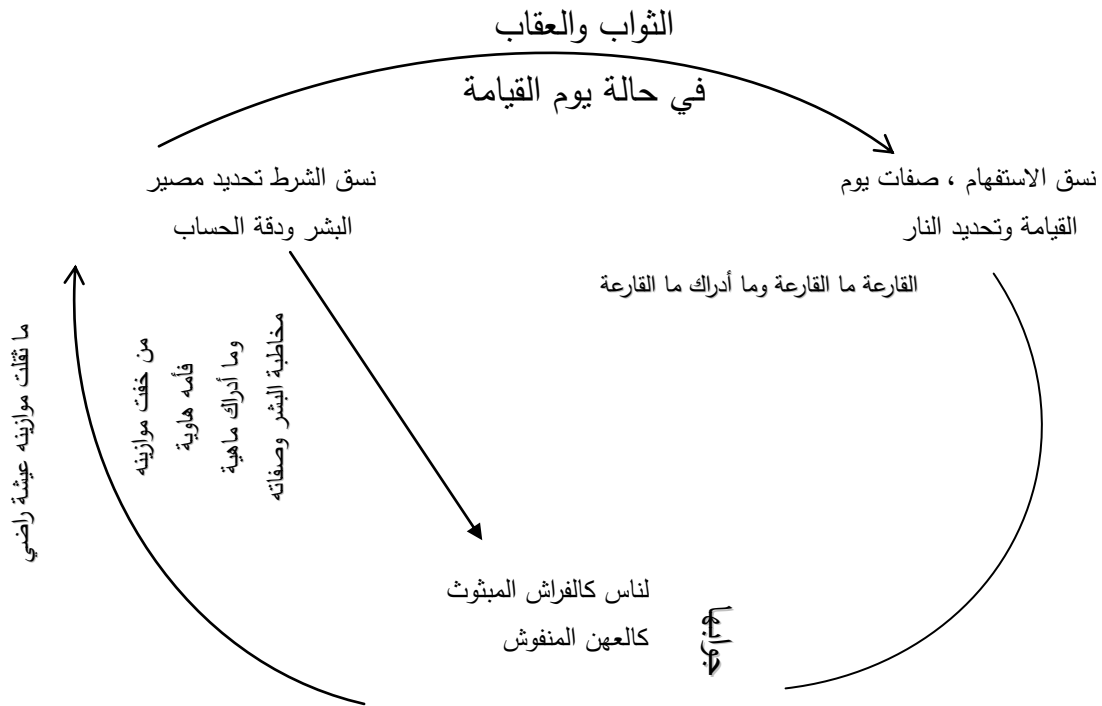 الثواب والعقاب
في حالة يوم القيامة
نسق الاستفهام ، صفات يوم
القيامة وتحديد النار
نسق الشرط تحديد مصير
البشر ودقة الحساب
القارعة ما القارعة وما أدراك ما القارعة
مخاطبة البشر وصفاته
وما أدراك ماهية
فأمه هاوية
من خفت موازينه
ما ثقلت موازينه عيشة راضي
لناس كالفراش المبثوث
كالعهن المنفوش
جوابها